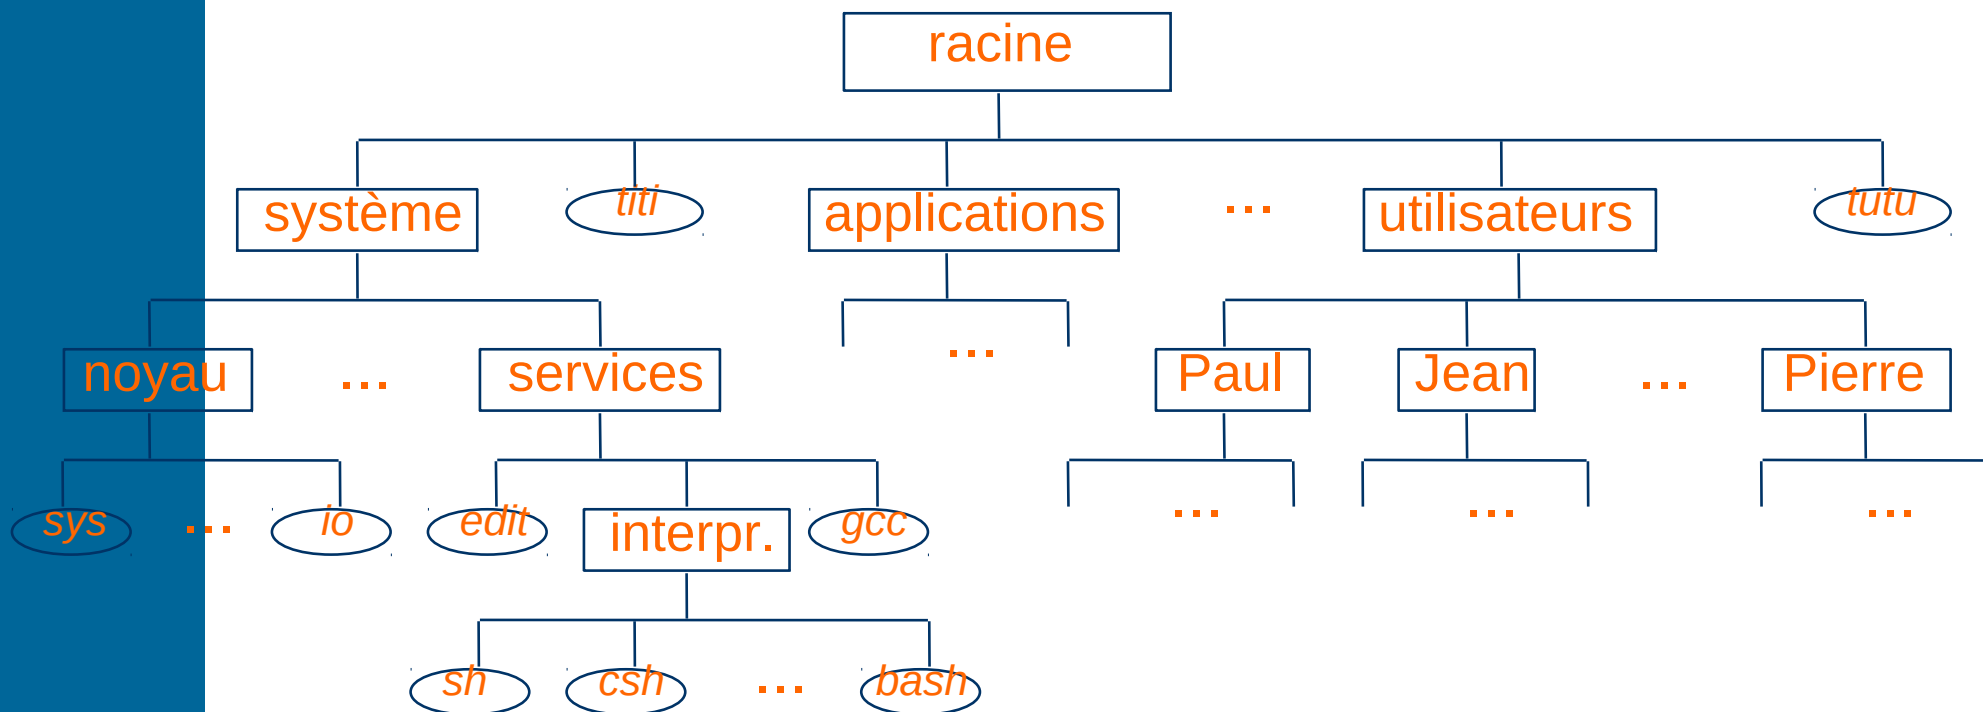 racine
système titi applications ... utilisateurs tutu
noyau ... services ... Paul Jean ... Pierre
sys ... io edit interpr. gcc ... ... ...
sh csh ... bash